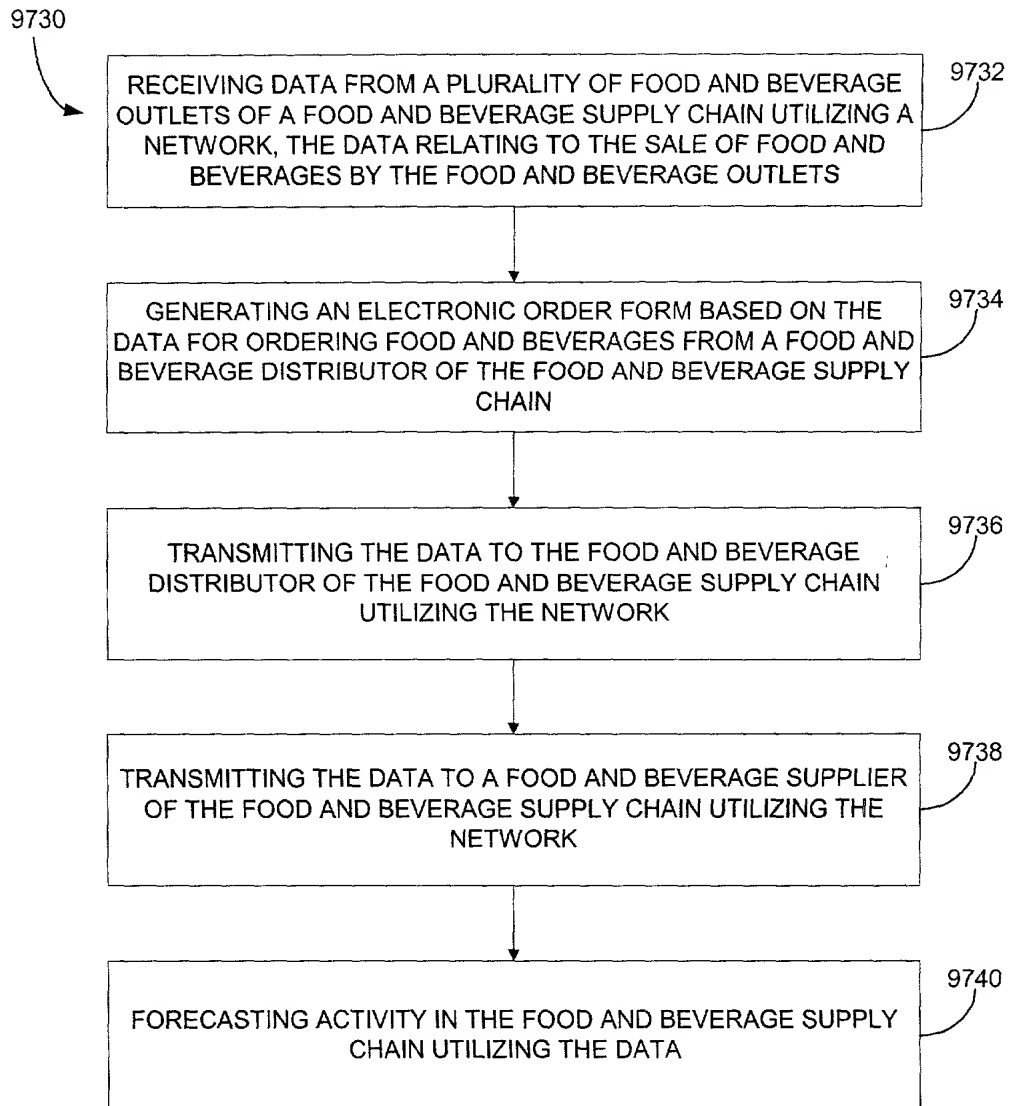 9730
RECEIVING DATA FROM A PLURALITY OF FOOD AND BEVERAGE
OUTLETS OF A FOOD AND BEVERAGE SUPPLY CHAIN UTILIZING A
NETWORK, THE DATA RELATING TO THE SALE OF FOOD AND
BEVERAGES BY THE FOOD AND BEVERAGE OUTLETS
9732
GENERATING AN ELECTRONIC ORDER FORM BASED ON THE
DATA FOR ORDERING FOOD AND BEVERAGES FROM A FOOD AND
BEVERAGE DISTRIBUTOR OF THE FOOD AND BEVERAGE SUPPLY
CHAIN
9734
TRANSMITTING THE DATA TO THE FOOD AND BEVERAGE
DISTRIBUTOR OF THE FOOD AND BEVERAGE SUPPLY CHAIN
UTILIZING THE NETWORK
9736
TRANSMITTING THE DATA TO A FOOD AND BEVERAGE SUPPLIER
OF THE FOOD AND BEVERAGE SUPPLY CHAIN UTILIZING THE
NETWORK
9738
FORECASTING ACTIVITY IN THE FOOD AND BEVERAGE SUPPLY
CHAIN UTILIZING THE DATA
9740